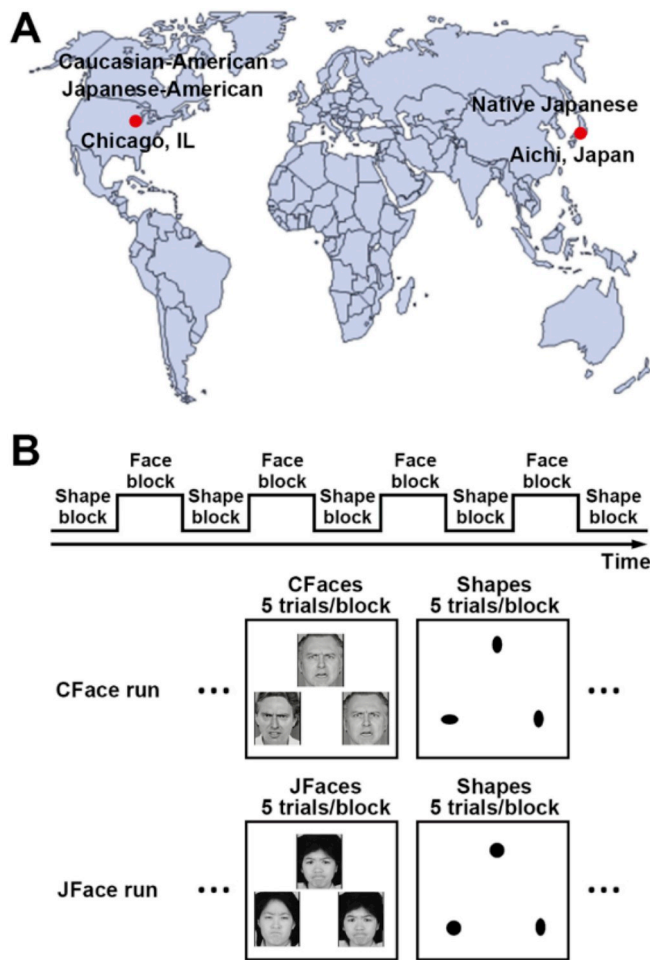 A
Caucasian-American
Japanese-American
Chicago, IL
Native Japanese
Aichi, Japan
B
Face
block
Face
block
Face
block
Face
block
Shape
block
Shape
block
Shape
block
Shape
block
Shape
block
Time
CFaces
5 trials/block
Shapes
5 trials/block
CFace run
...
...
JFaces
5 trials/block
Shapes
5 trials/block
JFace run
...
...